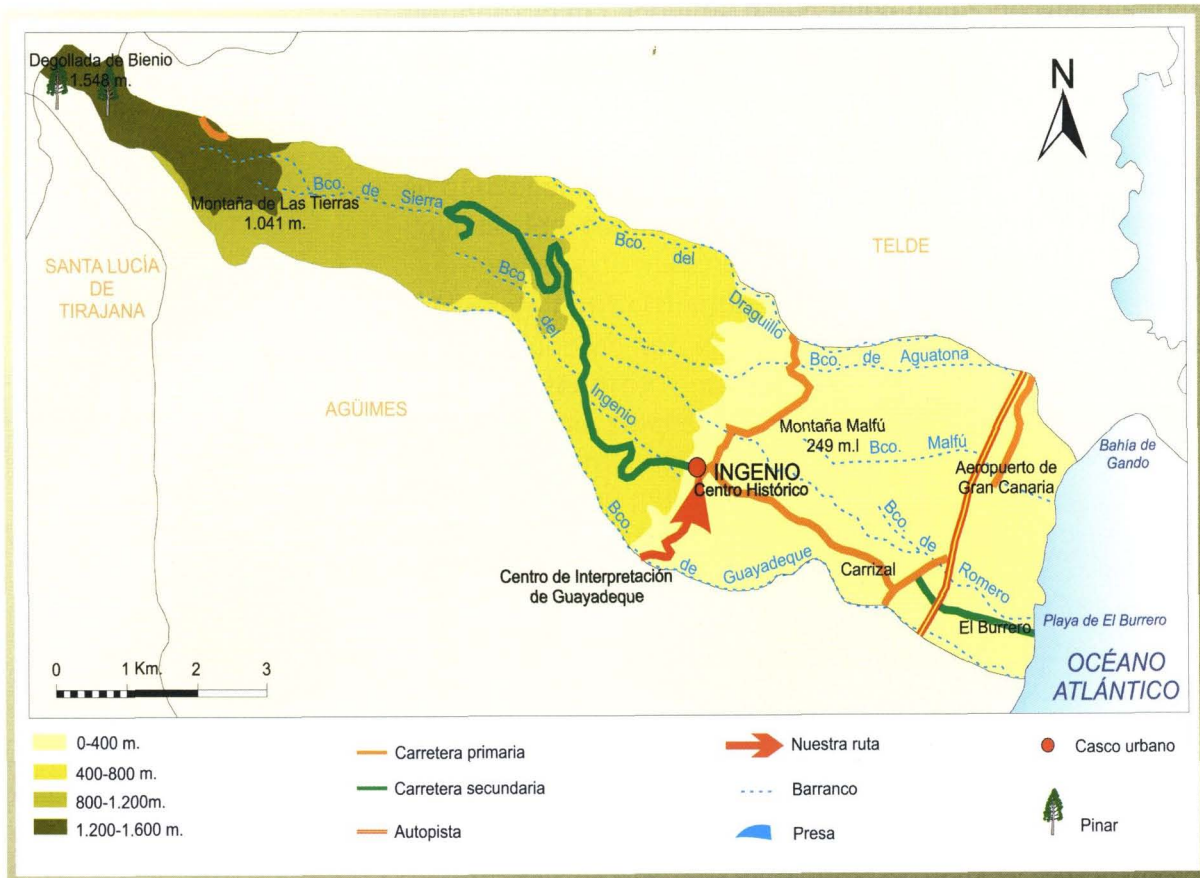 Degollada de Bienio
1.548 m.
N
Bco. de Sierra
Montaña de Las Tierras
1.041 m.
Bco. del Draguillo
TELDE
SANTA LUCÍA
DE
TIRAJANA
Bco. del Ingenio
Bco. de Aguatona
AGÜIMES
Montaña Malfú
249 m.l
Bco. Malfú
Bahía de
Gando
Aeropuerto de
Gran Canaria
INGENIO
Centro Histórico
Bco. de Guayadeque
Bco. de Romero
Centro de Interpretación
de Guayadeque
Carrizal
El Burrero
Playa de El Burrero
OCÉANO
ATLÁNTICO
0 1 Km. 2 3
0-400 m.
400-800 m.
800-1.200m.
1.200-1.600 m.
Carretera primaria
Carretera secundaria
Autopista
Nuestra ruta
Barranco
Presa
Casco urbano
Pinar